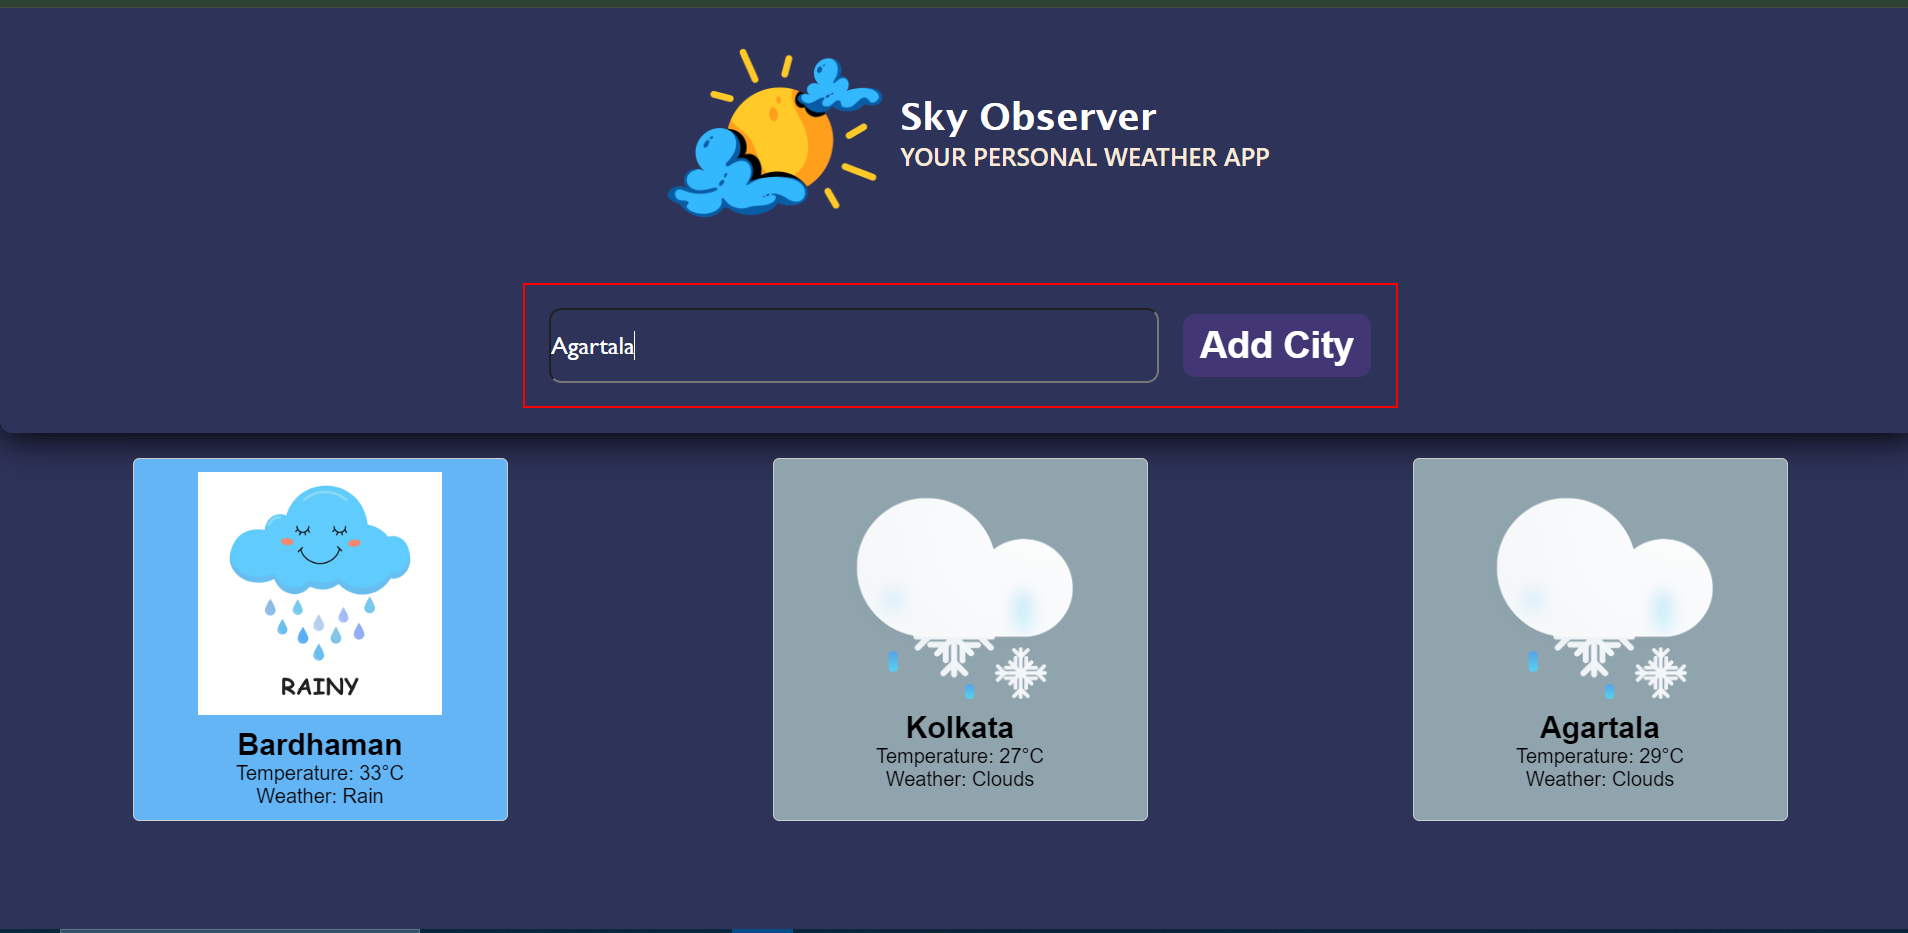 Sky Observer
YOUR PERSONAL WEATHER APP
Agartala
Add City
RAINY
Bardhaman
Temperature: 33°C
Weather: Rain
Kolkata
Temperature: 27°C
Weather: Clouds
Agartala
Temperature: 29°C
Weather: Clouds